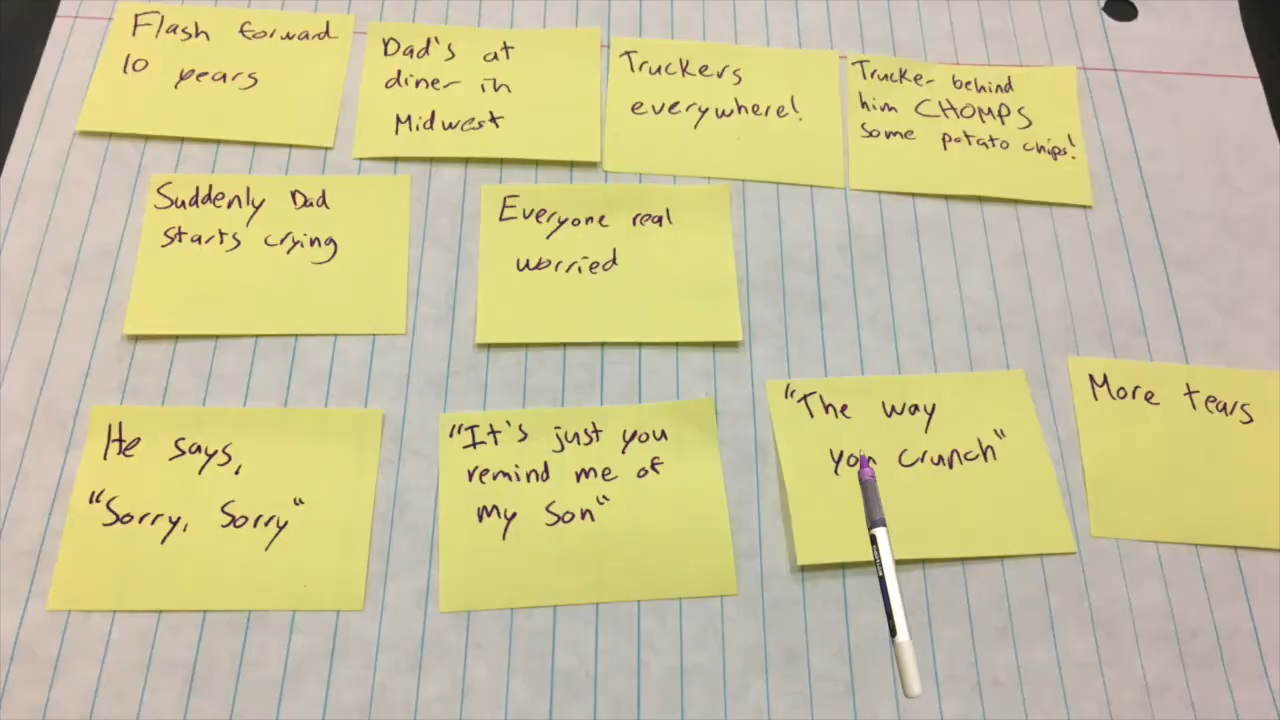 Flash forward
10 years
Dad's at
diner in
Midwest
Truckers
everywhere!
Trucker behind
him CHOMPS
some potato chips!
Suddenly Dad
starts crying
Everyone real
worried
He says,
"Sorry, Sorry"
"It's just you
remind me of
my son"
"The way
you crunch"
More tears